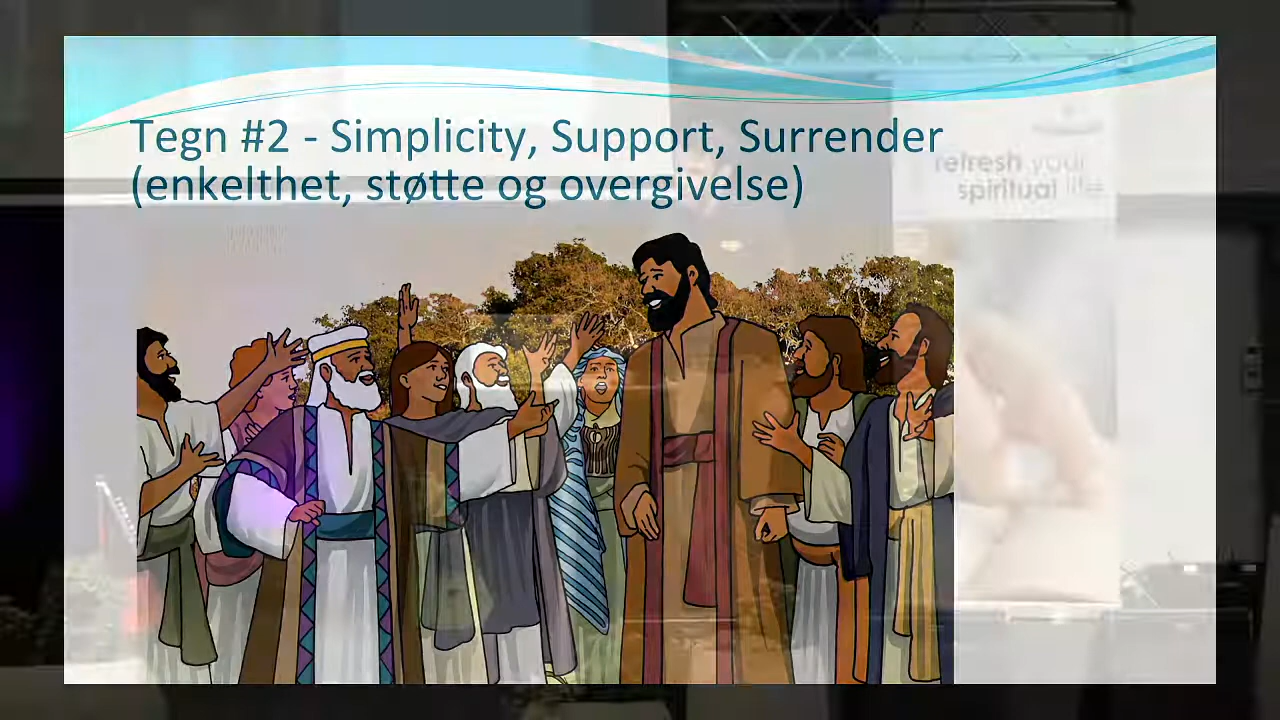 Tegn #2 - Simplicity, Support, Surrender
(enkelthet, støtte og overgivelse)
refresh your
spiritual life